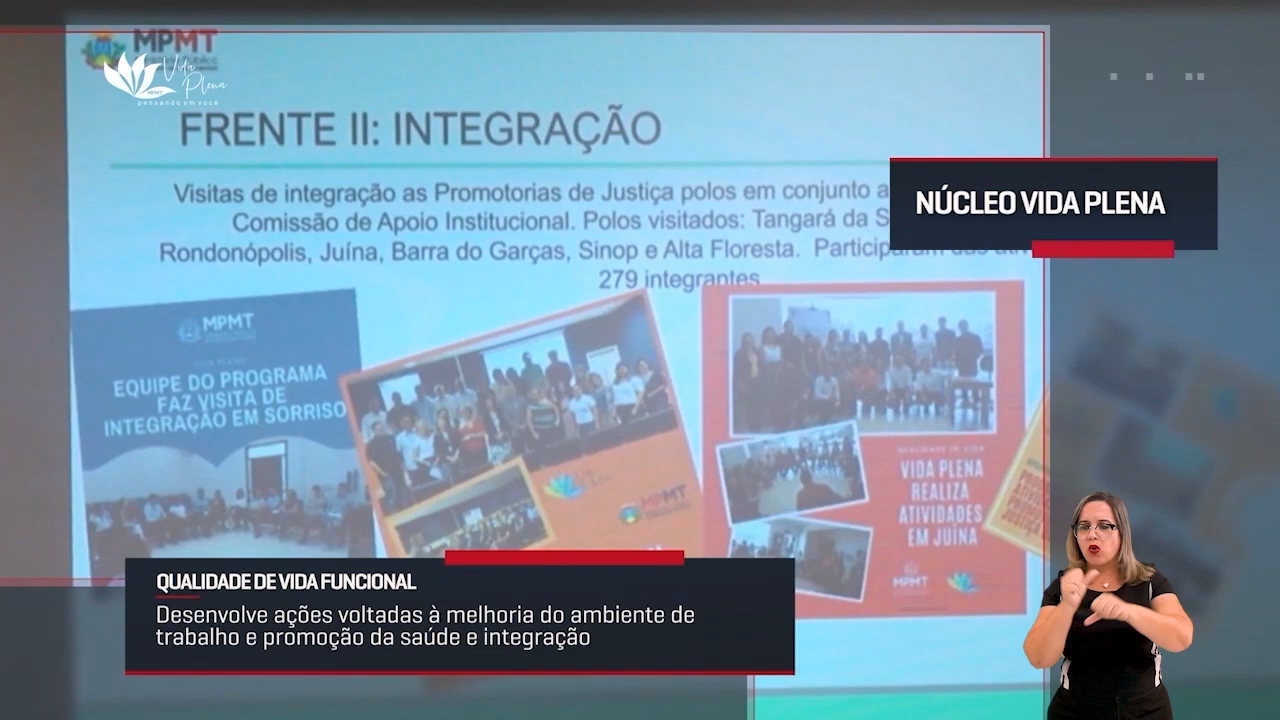 MPMT
Vida
Plena
MPMT
pensando em você
FRENTE II: INTEGRAÇÃO
Visitas de integração as Promotorias de Justiça polos em conjunto a
Comissão de Apoio Institucional. Polos visitados: Tangará da S
Rondonópolis, Juína, Barra do Garças, Sinop e Alta Floresta. Participaram das
279 integrantes
NÚCLEO VIDA PLENA
MPMT
EQUIPE DO PROGRAMA
FAZ VISITA DE
INTEGRAÇÃO EM SORRISO
MPMT
QUALIDADE DE VIDA
VIDA PLENA
REALIZA
ATIVIDADES
EM JUÍNA
MPMT
QUALIDADE DE VIDA FUNCIONAL
Desenvolve ações voltadas à melhoria do ambiente de
trabalho e promoção da saúde e integração